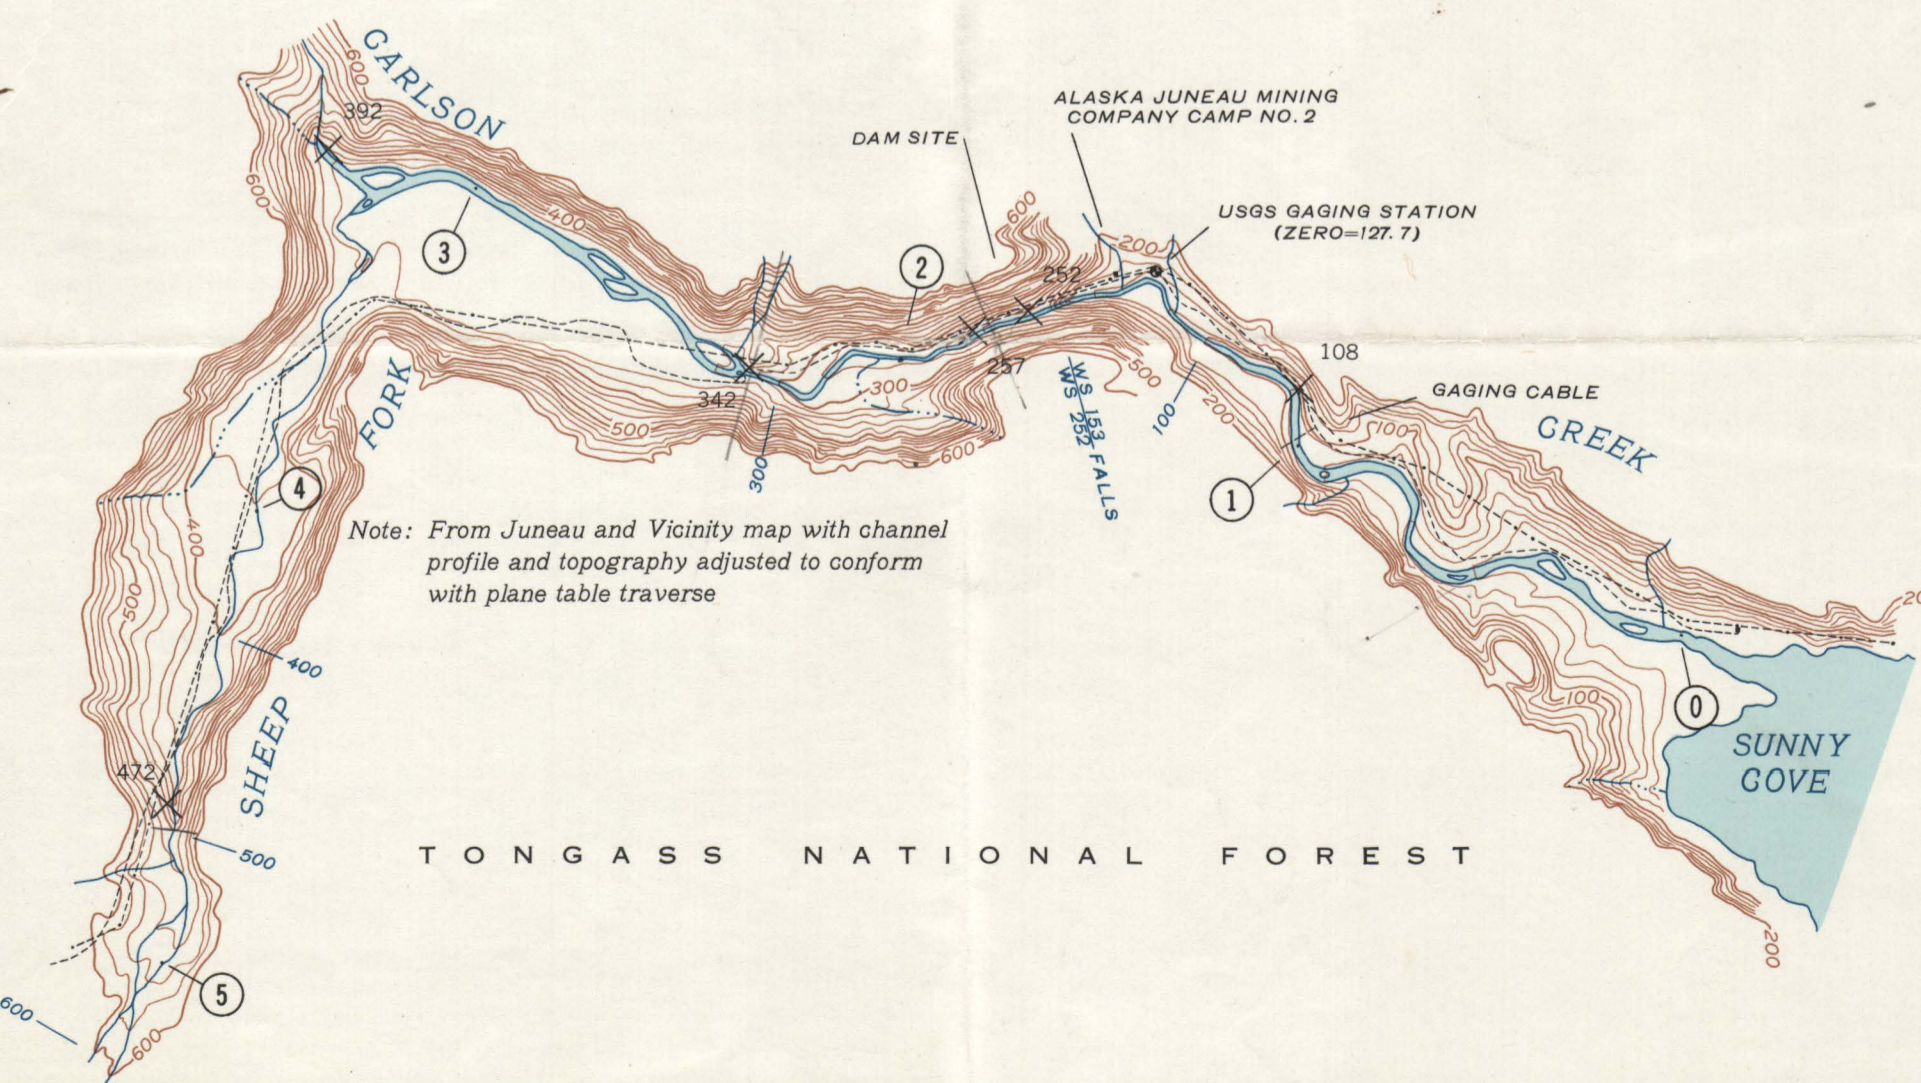 CARLSON
600
392
600
400
3
DAM SITE
ALASKA JUNEAU MINING
COMPANY CAMP NO. 2
USGS GAGING STATION
(ZERO=127.7)
600
200
2
252
257
108
GAGING CABLE
CREEK
100
500
200
100
WS 153
WS 252
FALLS
1
300
342
500
600
300
FORK
4
400
500
Note: From Juneau and Vicinity map with channel
profile and topography adjusted to conform
with plane table traverse
400
SHEEP
472
500
5
600
600
TONGASS NATIONAL FOREST
100
0
SUNNY
COVE
200